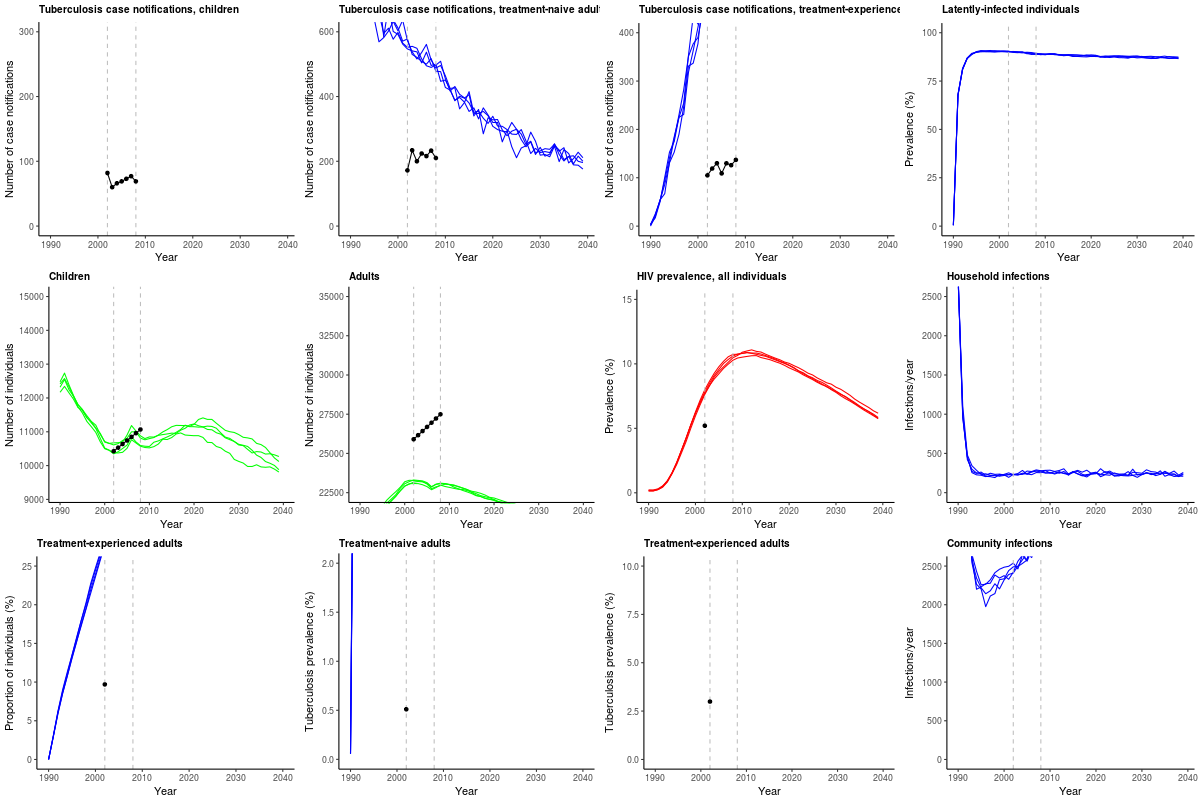 Tuberculosis case notifications, children
Number of case notifications
300
200
100
0
1990 2000 2010 2020 2030 2040
Year
Tuberculosis case notifications, treatment-naive adult
Number of case notifications
600
400
200
0
1990 2000 2010 2020 2030 2040
Year
Tuberculosis case notifications, treatment-experience
Number of case notifications
400
300
200
100
0
1990 2000 2010 2020 2030 2040
Year
Latently-infected individuals
Prevalence (%)
100
75
50
25
0
1990 2000 2010 2020 2030 2040
Year
Children
Number of individuals
15000
14000
13000
12000
11000
10000
9000
1990 2000 2010 2020 2030 2040
Year
Adults
Number of individuals
35000
32500
30000
27500
25000
22500
1990 2000 2010 2020 2030 2040
Year
HIV prevalence, all individuals
Prevalence (%)
15
10
5
0
1990 2000 2010 2020 2030 2040
Year
Household infections
Infections/year
2500
2000
1500
1000
500
0
1990 2000 2010 2020 2030 2040
Year
Treatment-experienced adults
Proportion of individuals (%)
25
20
15
10
5
0
1990 2000 2010 2020 2030 2040
Year
Treatment-naive adults
Tuberculosis prevalence (%)
2.0
1.5
1.0
0.5
0.0
1990 2000 2010 2020 2030 2040
Year
Treatment-experienced adults
Tuberculosis prevalence (%)
10.0
7.5
5.0
2.5
0.0
1990 2000 2010 2020 2030 2040
Year
Community infections
Infections/year
2500
2000
1500
1000
500
0
1990 2000 2010 2020 2030 2040
Year